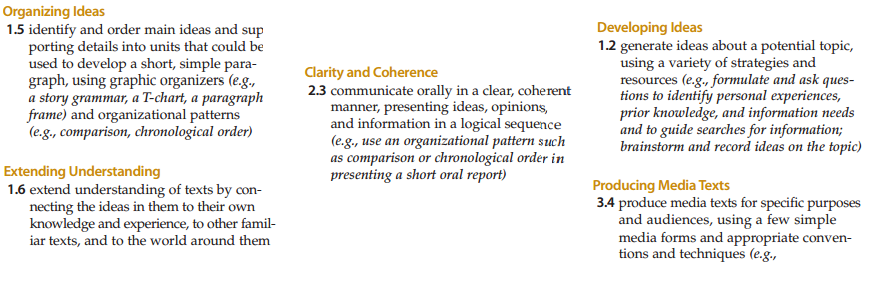 Organizing Ideas
1.5 identify and order main ideas and sup
porting details into units that could be
used to develop a short, simple para-
graph, using graphic organizers (e.g.,
a story grammar, a T-chart, a paragraph
frame) and organizational patterns
(e.g., comparison, chronological order)
Extending Understanding
1.6 extend understanding of texts by con-
necting the ideas in them to their own
knowledge and experience, to other famil-
iar texts, and to the world around them
Clarity and Coherence
2.3 communicate orally in a clear, coherent
manner, presenting ideas, opinions,
and information in a logical sequence
(e.g., use an organizational pattern such
as comparison or chronological order in
presenting a short oral report)
Developing Ideas
1.2 generate ideas about a potential topic,
using a variety of strategies and
resources (e.g., formulate and ask ques-
tions to identify personal experiences,
prior knowledge, and information needs
and to guide searches for information;
brainstorm and record ideas on the topic)
Producing Media Texts
3.4 produce media texts for specific purposes
and audiences, using a few simple
media forms and appropriate conven-
tions and techniques (e.g.,